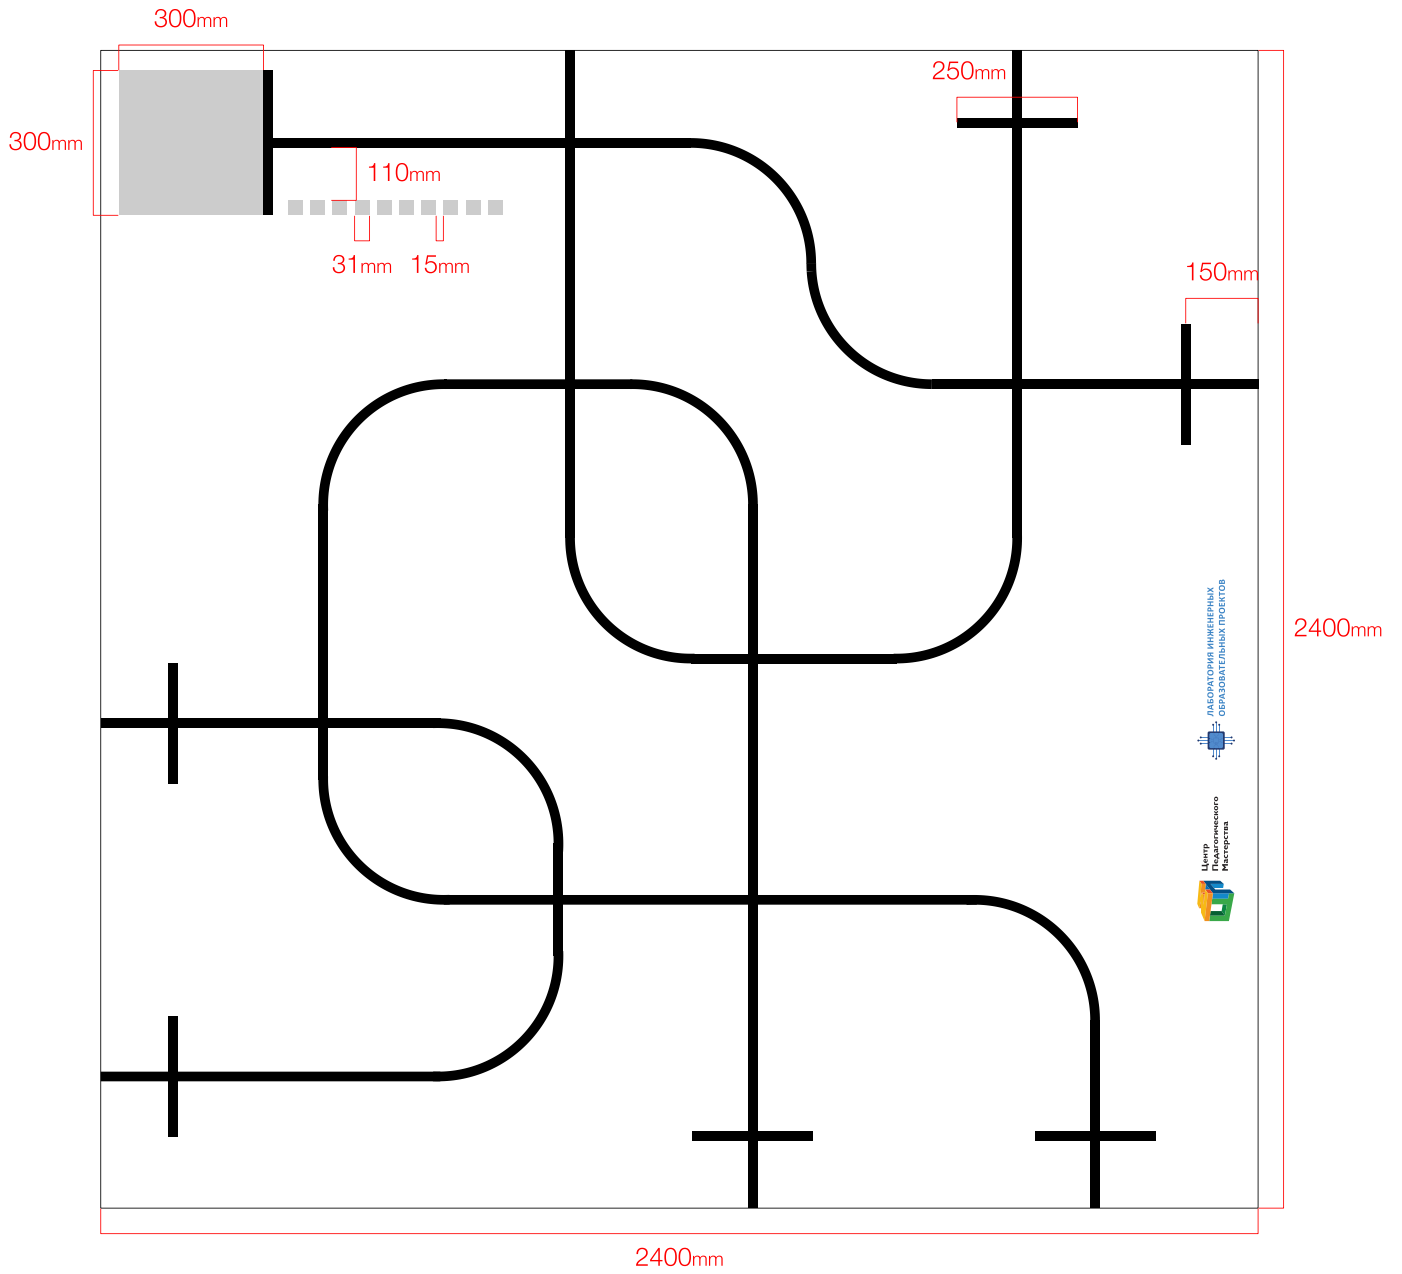 300mm
250mm
300mm
110mm
31mm
15mm
150mm
2400mm
ЛАБОРАТОРИЯ ИНЖЕНЕРНЫХ
ОБРАЗОВАТЕЛЬНЫХ ПРОЕКТОВ
Центр
Педагогического
Мастерства
2400mm